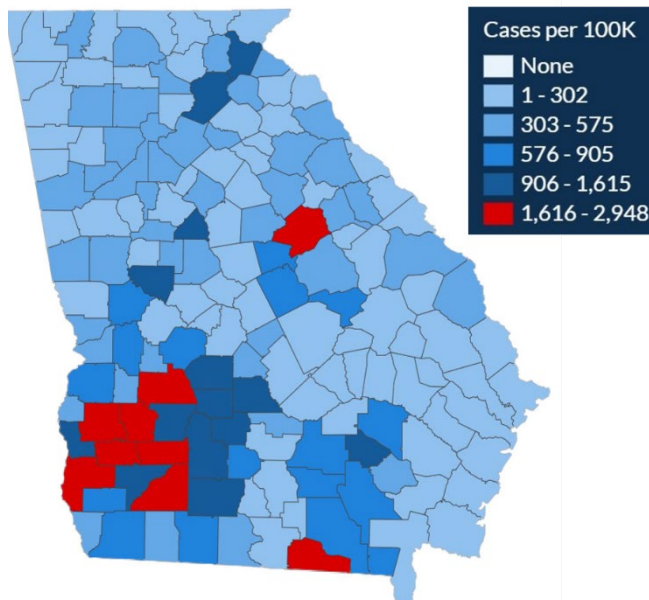 Cases per 100K
None
1 - 302
303 - 575
576 - 905
906 - 1,615
1,616 - 2,948